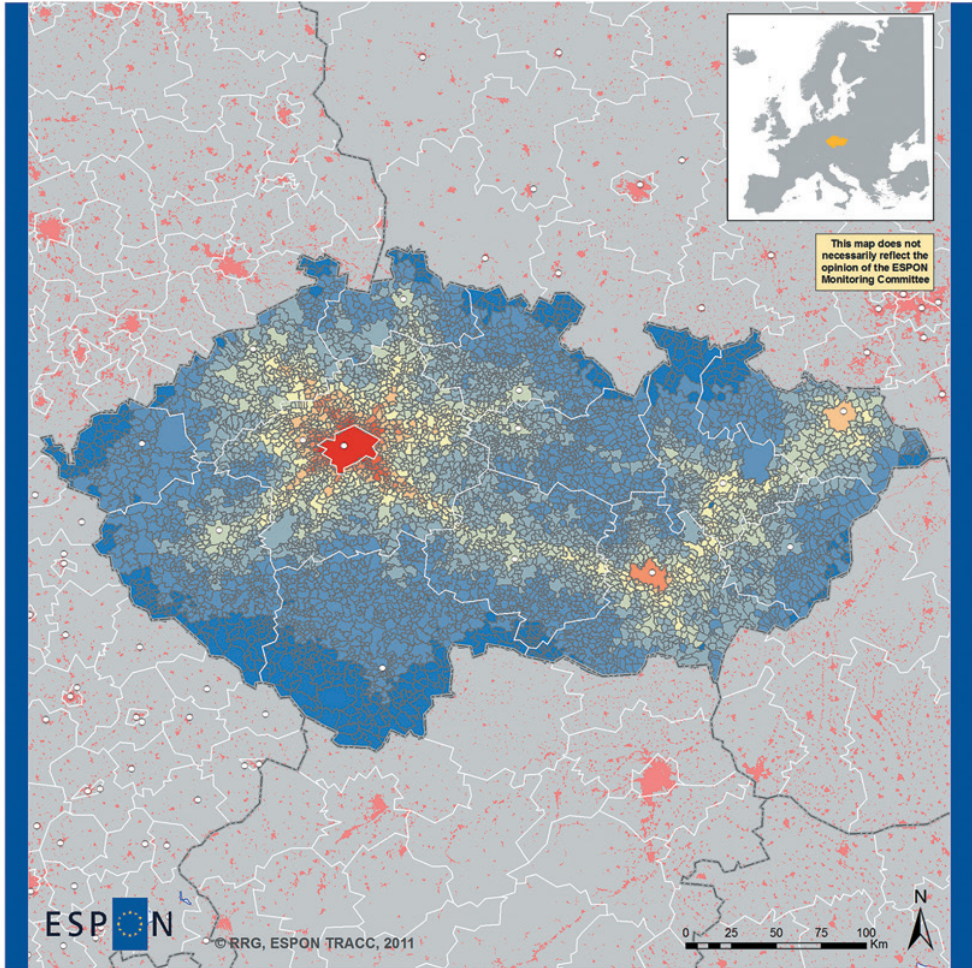 This map does not
necessarily reflect the
opinion of the ESPON
Monitoring Committee
ESPON
© RRG, ESPON TRACC, 2011
N
0 25 50 75 100
Km